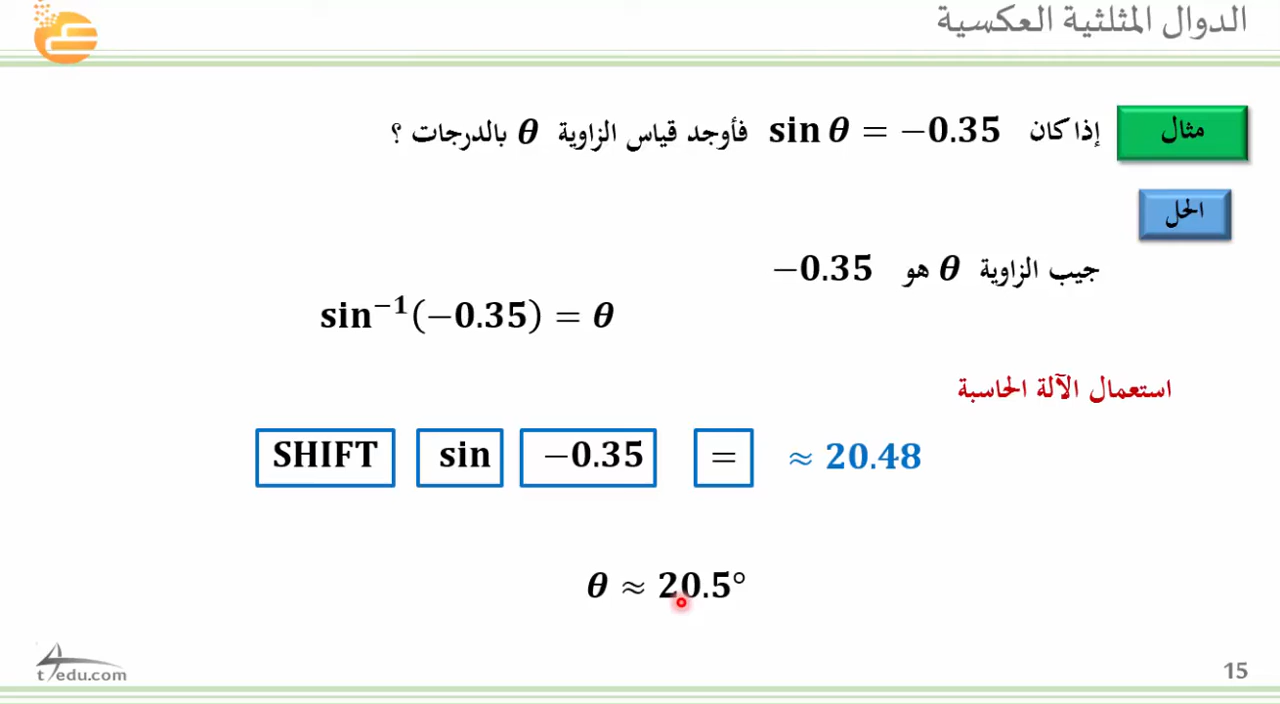 الدوال المثلثية العكسية
مثال
إذا كان sin θ = −0.35 فأوجد قياس الزاوية θ بالدرجات ؟
الحل
جيب الزاوية θ هو −0.35
sin⁻¹(−0.35) = θ
استعمال الآلة الحاسبة
SHIFT sin −0.35 = ≈ 20.48
θ ≈ 20.5°
t4edu.com
15